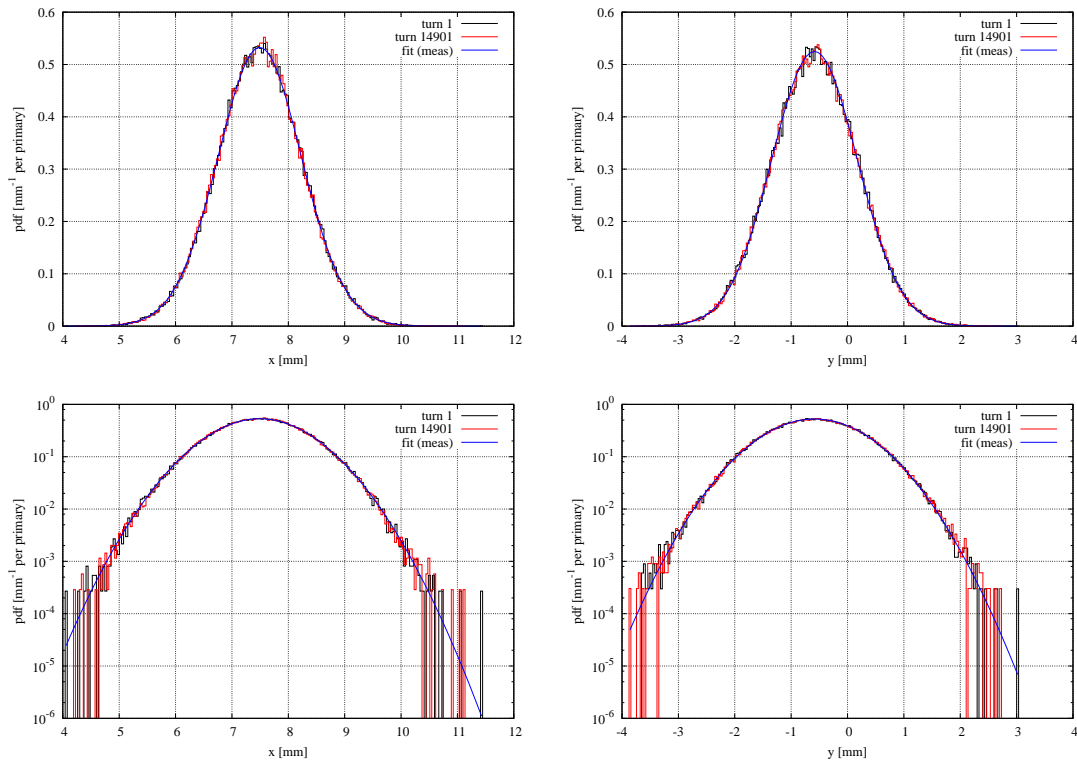 0.6
0.5
0.4
0.3
0.2
0.1
0
4 5 6 7 8 9 10 11 12
pdf [mm-1 per primary]
x [mm]
turn 1
turn 14901
fit (meas)
0.6
0.5
0.4
0.3
0.2
0.1
0
-4 -3 -2 -1 0 1 2 3 4
pdf [mm-1 per primary]
y [mm]
turn 1
turn 14901
fit (meas)
10^0
10^-1
10^-2
10^-3
10^-4
10^-5
10^-6
4 5 6 7 8 9 10 11 12
pdf [mm-1 per primary]
x [mm]
turn 1
turn 14901
fit (meas)
10^0
10^-1
10^-2
10^-3
10^-4
10^-5
10^-6
-4 -3 -2 -1 0 1 2 3 4
pdf [mm-1 per primary]
y [mm]
turn 1
turn 14901
fit (meas)